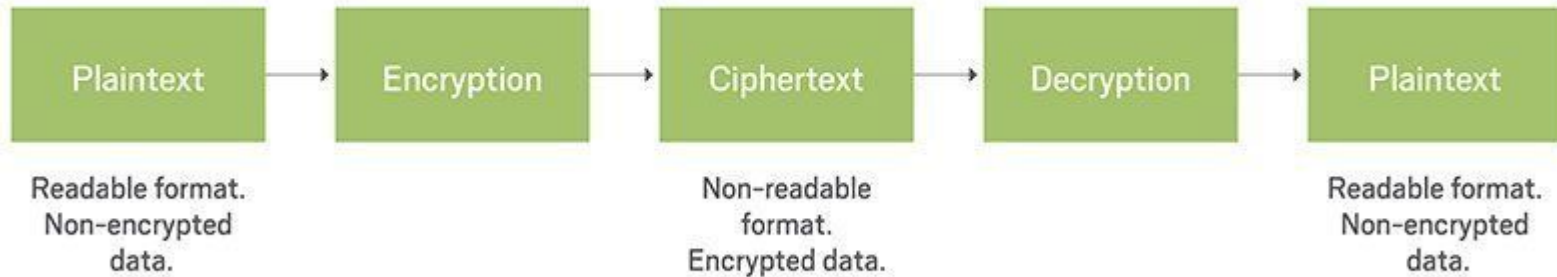 Plaintext
Encryption
Ciphertext
Decryption
Plaintext
Readable format.
Non-encrypted
data.
Non-readable
format.
Encrypted data.
Readable format.
Non-encrypted
data.